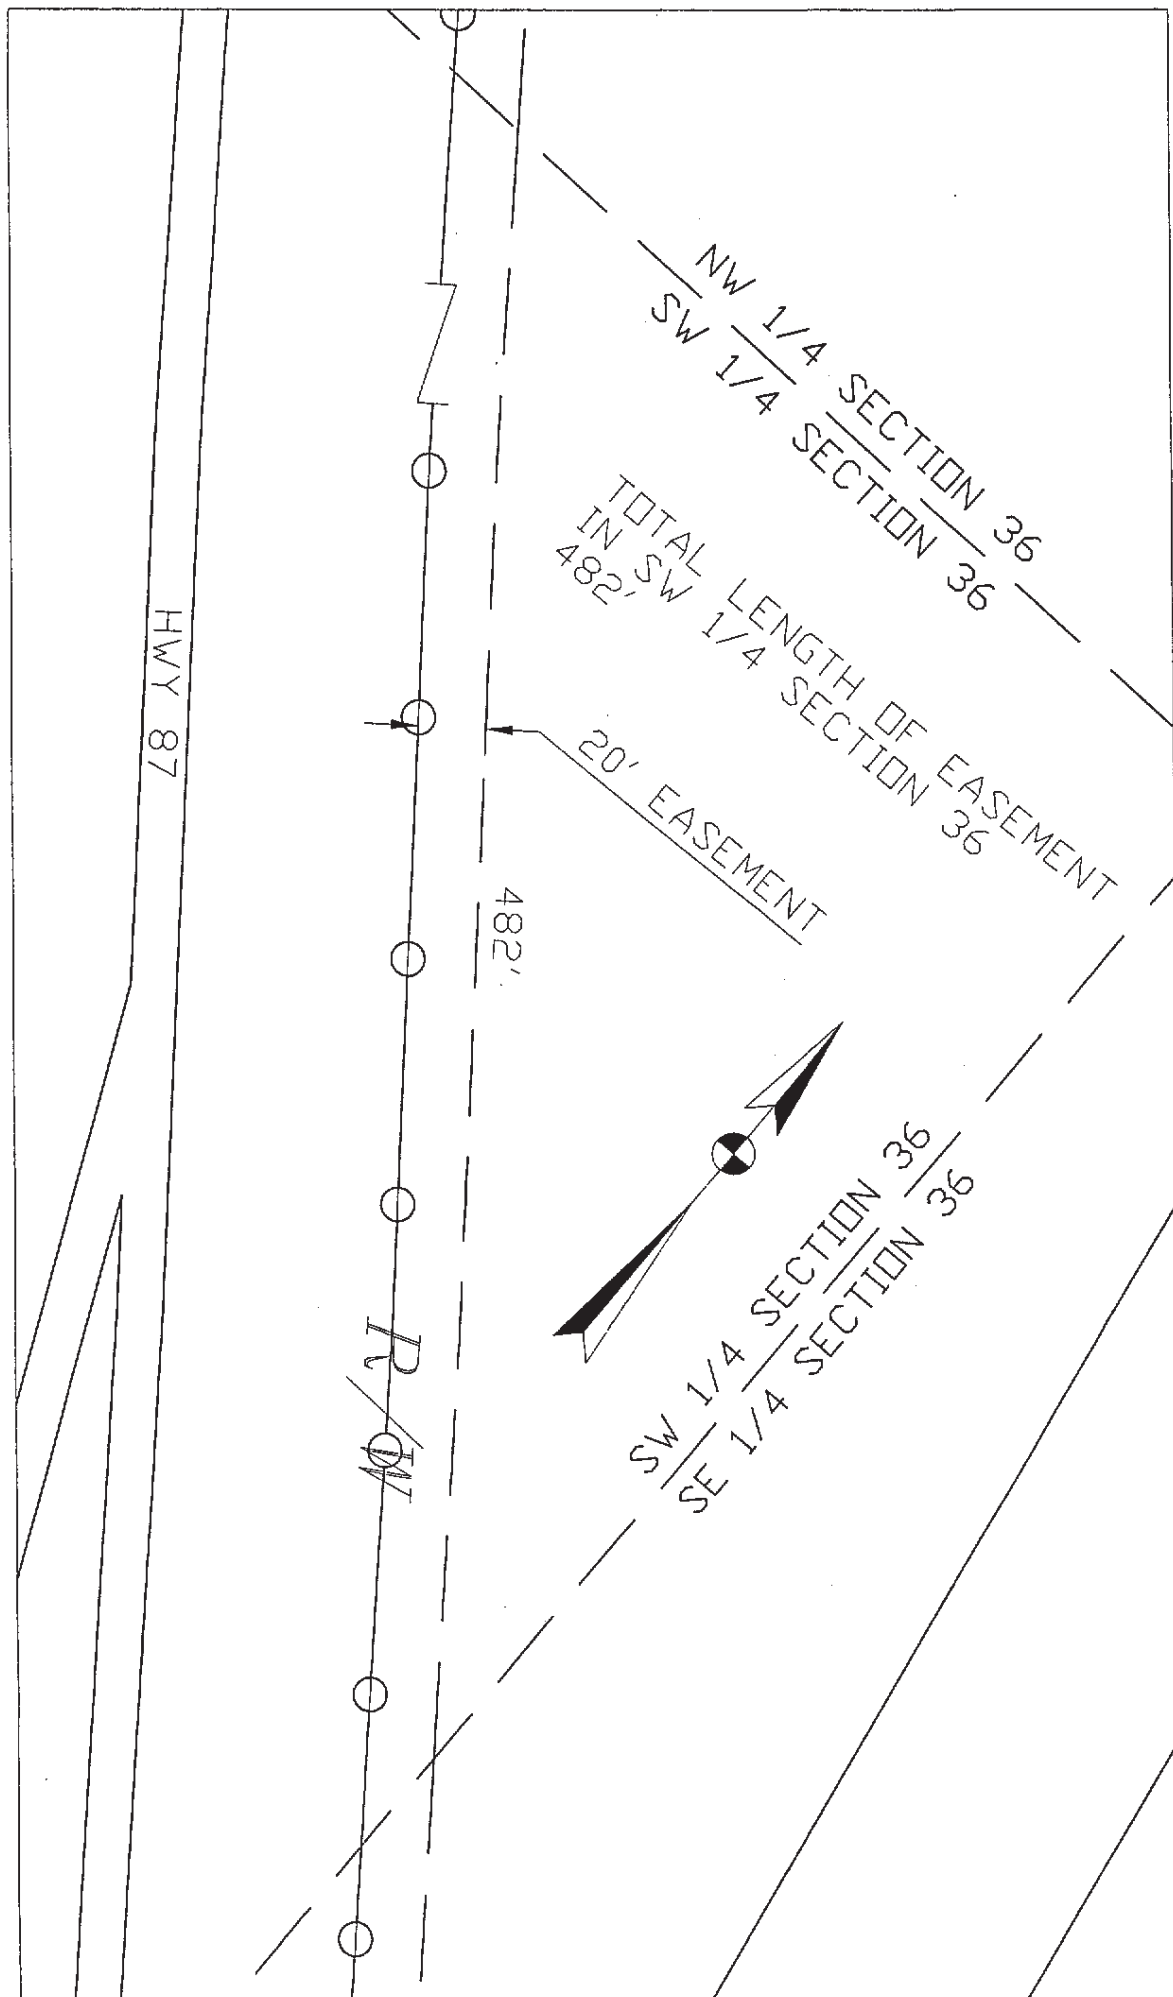 NW 1/4 SECTION 36
SW 1/4 SECTION 36
TOTAL LENGTH OF EASEMENT
IN SW 1/4 SECTION 36
482'
20' EASEMENT
HWY 87
482'
SW 1/4 SECTION 36
SE 1/4 SECTION 36
R/W